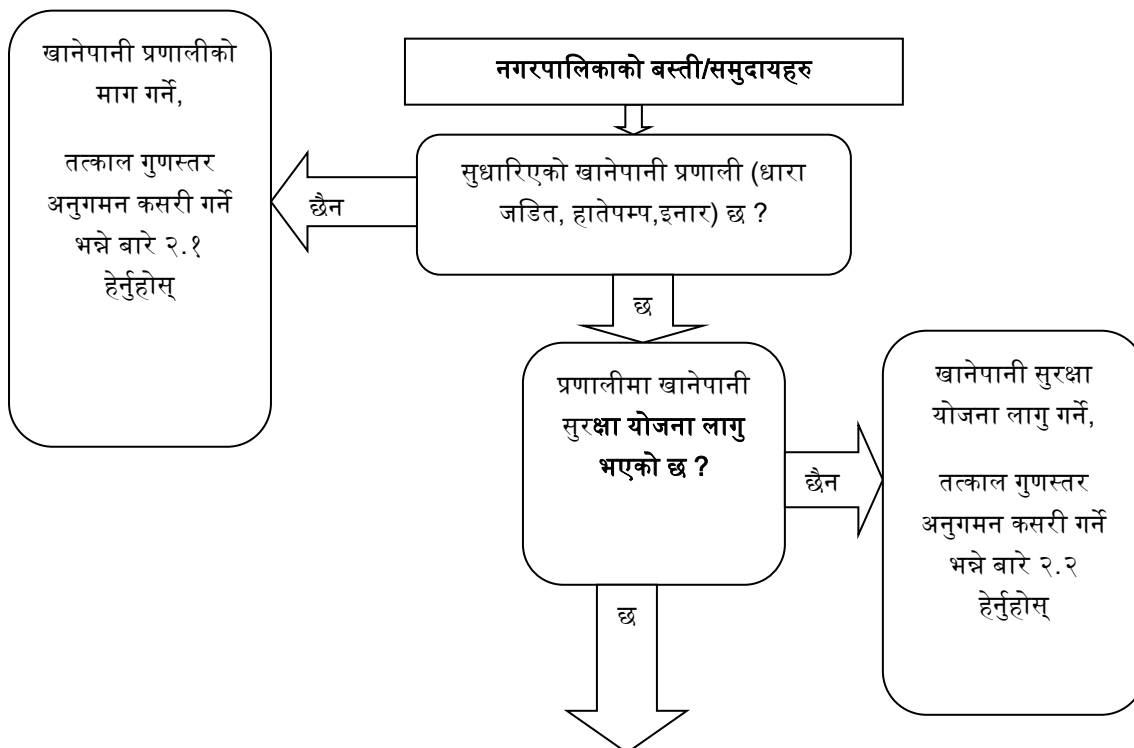 नगरपालिकाको बस्ती/समुदायहरु
सुधारिएको खानेपानी प्रणाली (धारा
जडित, हातेपम्प,इनार) छ ?
छैन
खानेपानी प्रणालीको
माग गर्ने,
तत्काल गुणस्तर
अनुगमन कसरी गर्ने
भन्ने बारे २.१
हेर्नुहोस्
छ
प्रणालीमा खानेपानी
सुरक्षा योजना लागु
भएको छ ?
छैन
खानेपानी सुरक्षा
योजना लागु गर्ने,
तत्काल गुणस्तर
अनुगमन कसरी गर्ने
भन्ने बारे २.२
हेर्नुहोस्
छ